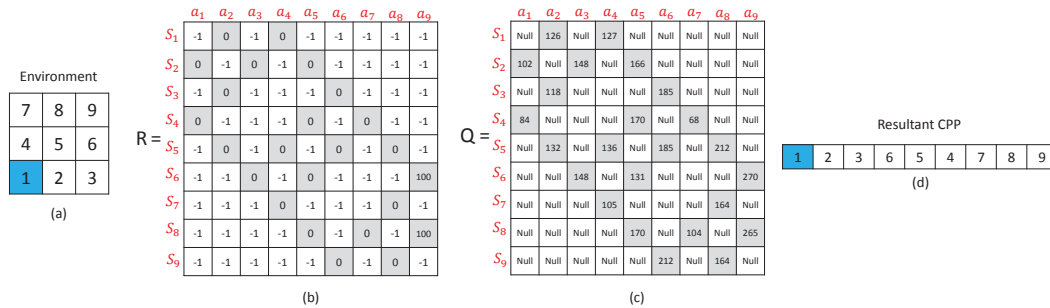 Environment
7 8 9
4 5 6
1 2 3
(a)
R =
a1 a2 a3 a4 a5 a6 a7 a8 a9
S1 -1 0 -1 0 -1 -1 -1 -1 -1
S2 0 -1 0 -1 0 -1 -1 -1 -1
S3 -1 0 -1 -1 -1 0 -1 -1 -1
S4 0 -1 -1 -1 0 -1 0 -1 -1
S5 -1 0 -1 0 -1 0 -1 0 -1
S6 -1 -1 0 -1 0 -1 -1 -1 100
S7 -1 -1 -1 0 -1 -1 -1 0 -1
S8 -1 -1 -1 -1 0 -1 0 -1 100
S9 -1 -1 -1 -1 -1 0 -1 0 -1
(b)
Q =
a1 a2 a3 a4 a5 a6 a7 a8 a9
S1 Null 126 Null 127 Null Null Null Null Null
S2 102 Null 148 Null 166 Null Null Null Null
S3 Null 118 Null Null Null 185 Null Null Null
S4 84 Null Null Null 170 Null 68 Null Null
S5 Null 132 Null 136 Null 185 Null 212 Null
S6 Null Null 148 Null 131 Null Null Null 270
S7 Null Null Null 105 Null Null Null 164 Null
S8 Null Null Null Null 170 Null 104 Null 265
S9 Null Null Null Null Null 212 Null 164 Null
(c)
Resultant CPP
1 2 3 6 5 4 7 8 9
(d)